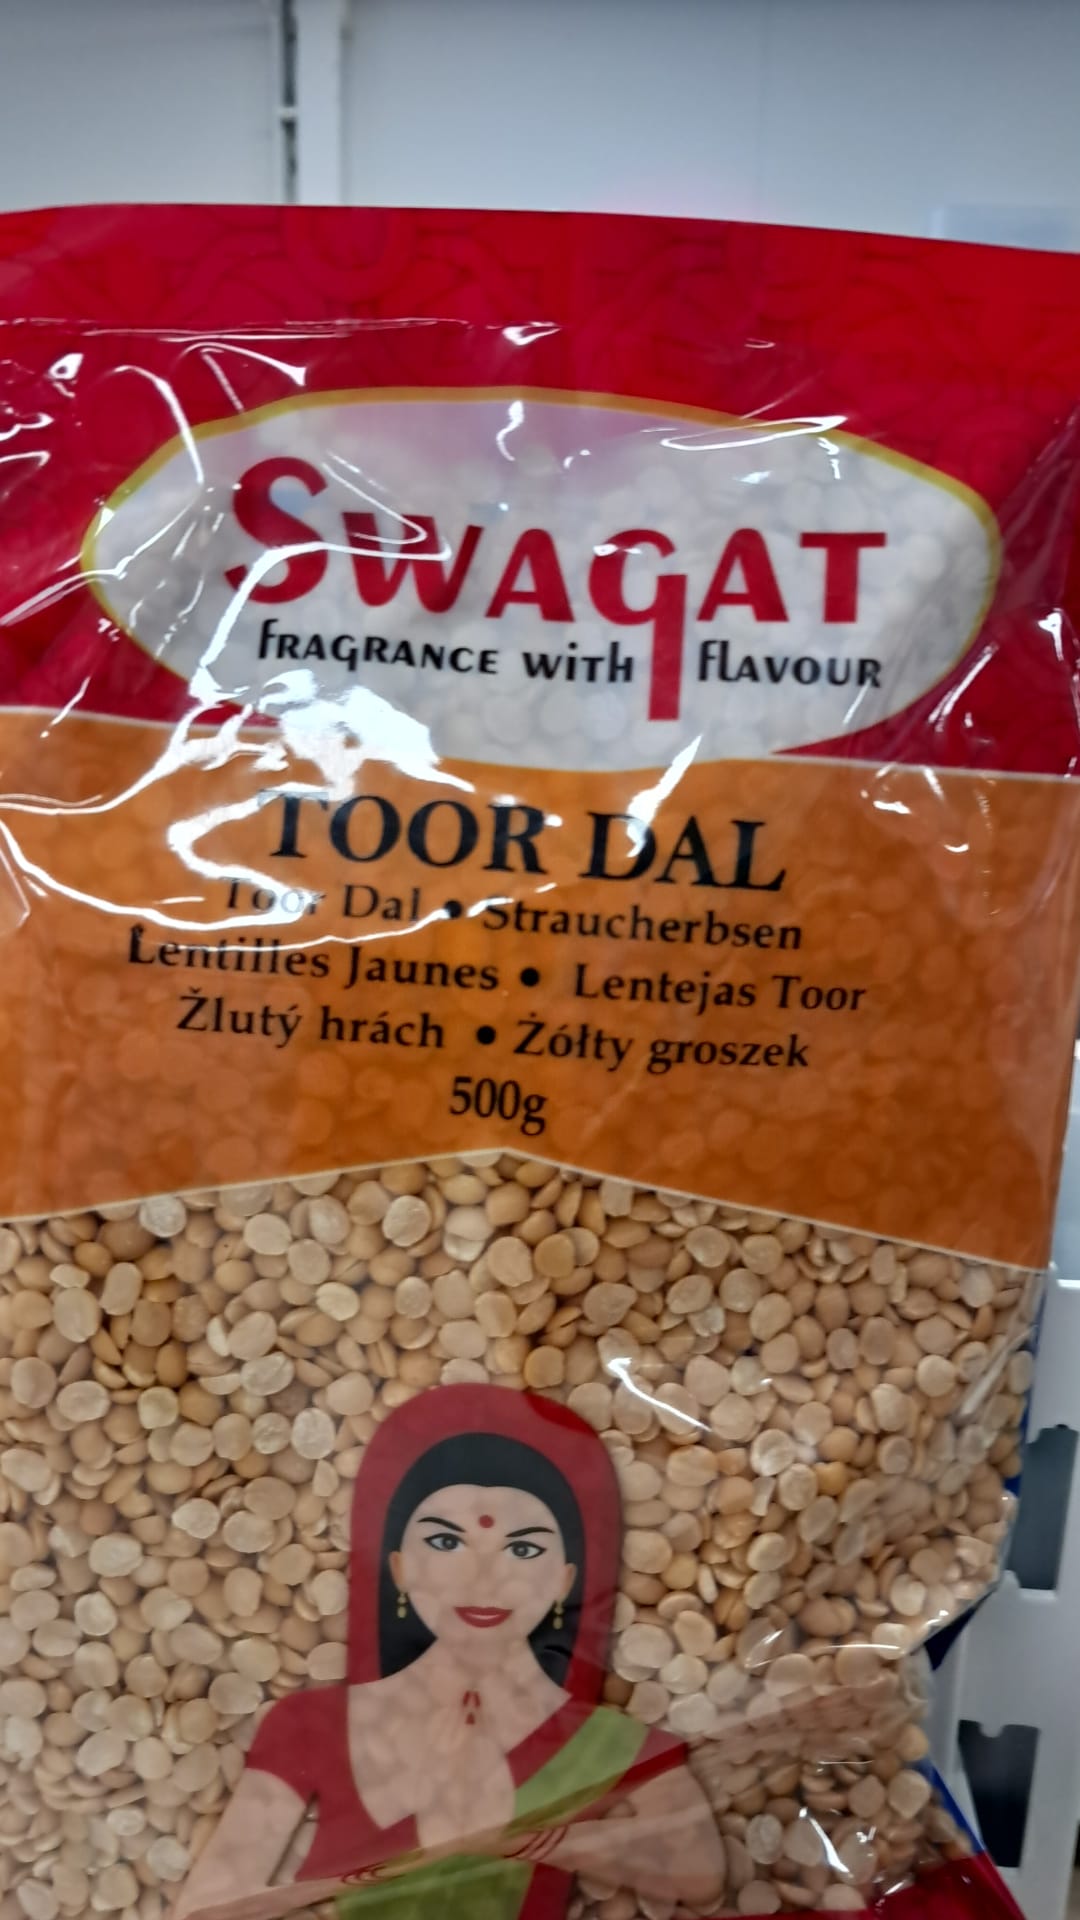 SWAGAT
FRAGRANCE WITH FLAVOUR
TOOR DAL
Toor Dal • Straucherbsen
Lentilles Jaunes • Lentejas Toor
Žlutý hrách • Żółty groszek
500g